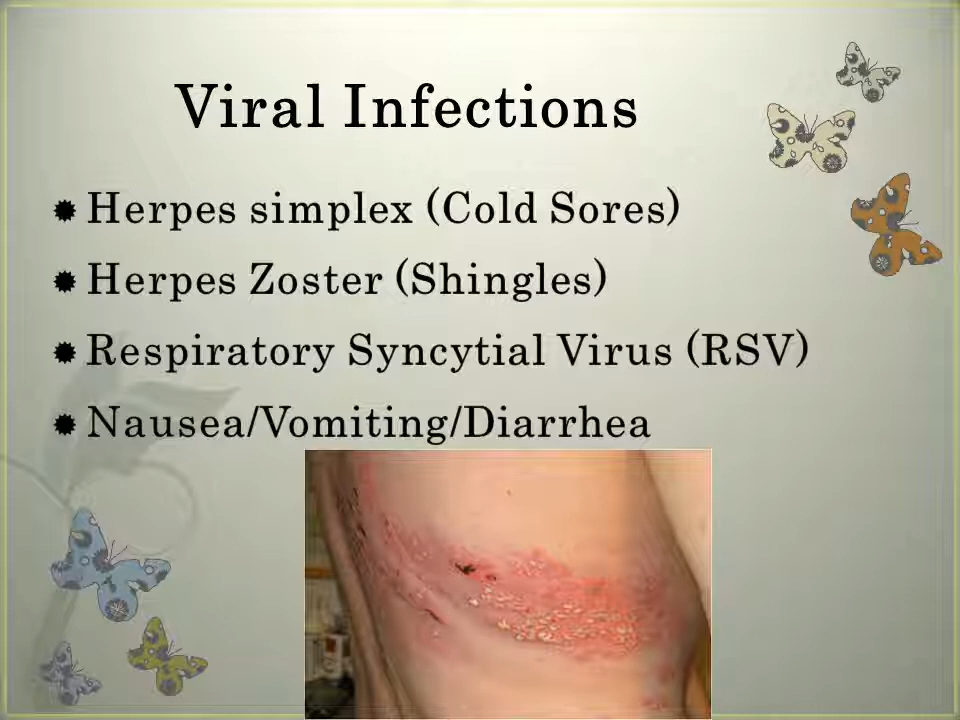 Viral Infections
Herpes simplex (Cold Sores)
Herpes Zoster (Shingles)
Respiratory Syncytial Virus (RSV)
Nausea/Vomiting/Diarrhea